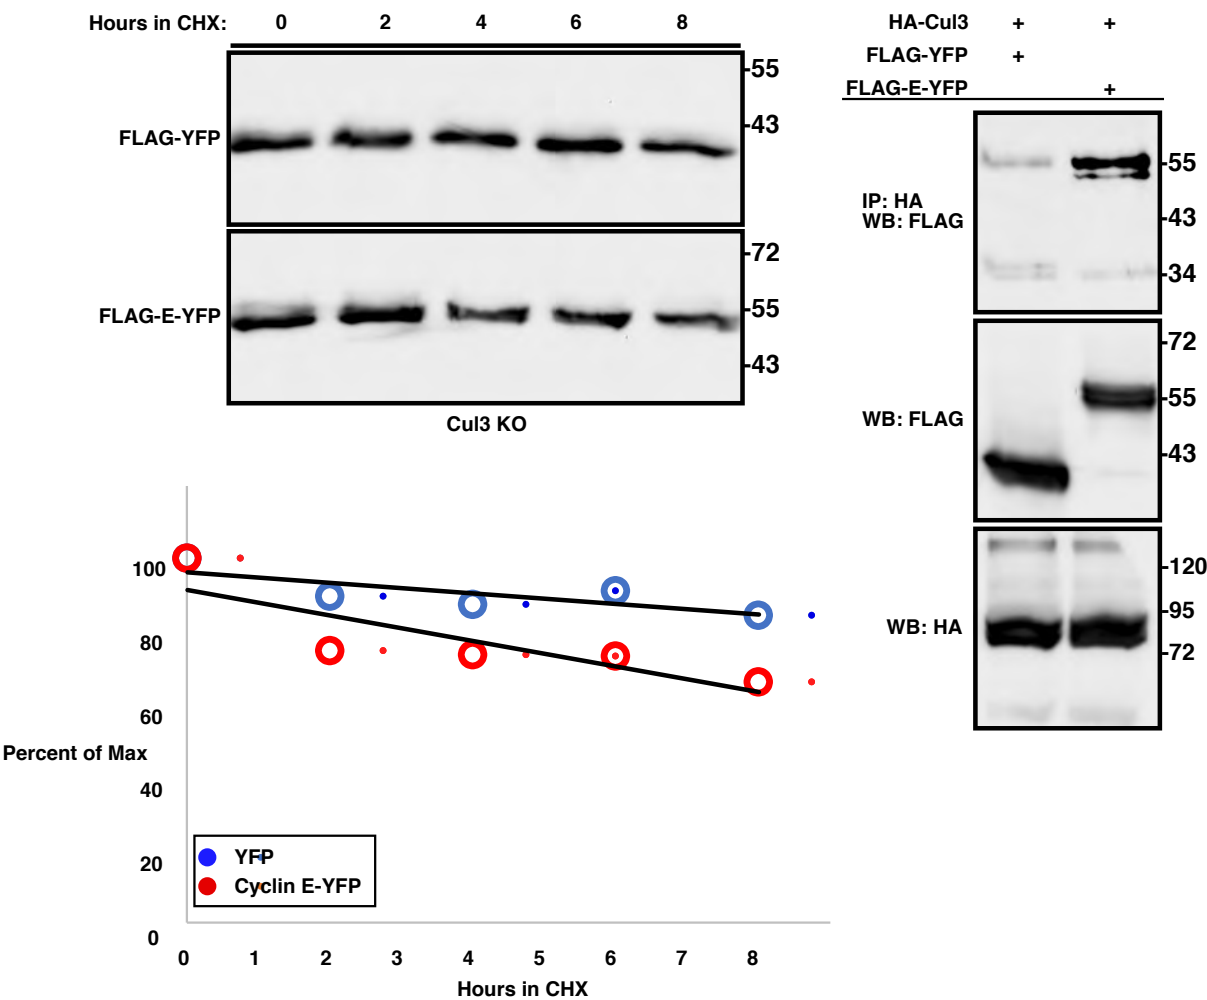 Hours in CHX: 0 2 4 6 8
-55
FLAG-YFP
-43
-72
FLAG-E-YFP
-55
-43
Cul3 KO
HA-Cul3 + +
FLAG-YFP +
FLAG-E-YFP +
-55
IP: HA
WB: FLAG
-43
-34
-72
WB: FLAG
-55
-43
-120
-95
WB: HA
-72
100
80
60
Percent of Max
40
20
0
YFP
Cyclin E-YFP
0 1 2 3 4 5 6 7 8
Hours in CHX